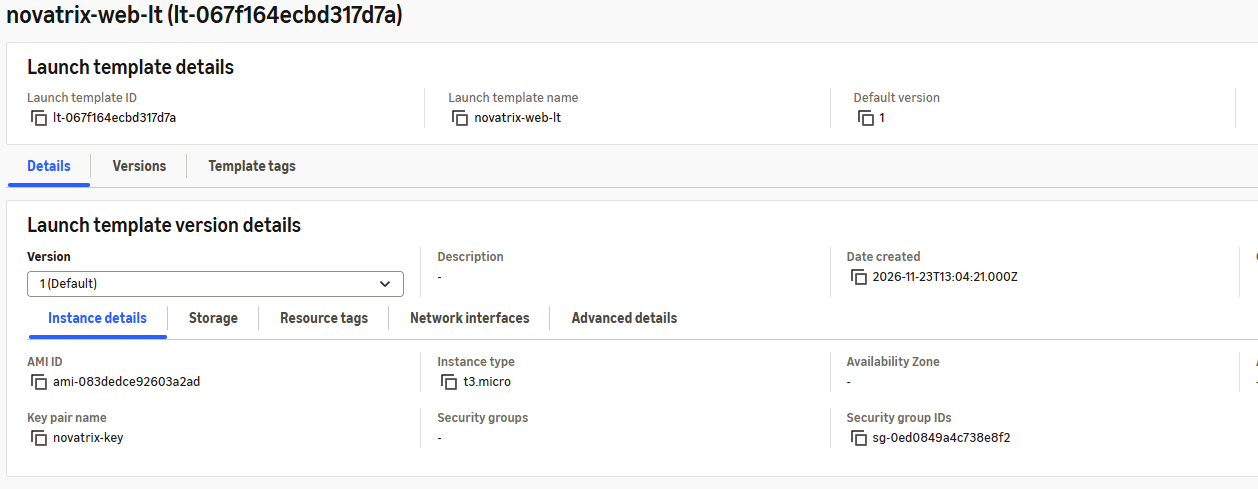 novatrix-web-lt (lt-067f164ecbd317d7a)
Launch template details
Launch template ID
lt-067f164ecbd317d7a
Launch template name
novatrix-web-lt
Default version
1
Details
Versions
Template tags
Launch template version details
Version
1 (Default)
Description
-
Date created
2026-11-23T13:04:21.000Z
Instance details
Storage
Resource tags
Network interfaces
Advanced details
AMI ID
ami-083dedce92603a2ad
Instance type
t3.micro
Availability Zone
-
Key pair name
novatrix-key
Security groups
-
Security group IDs
sg-0ed0849a4c738e8f2